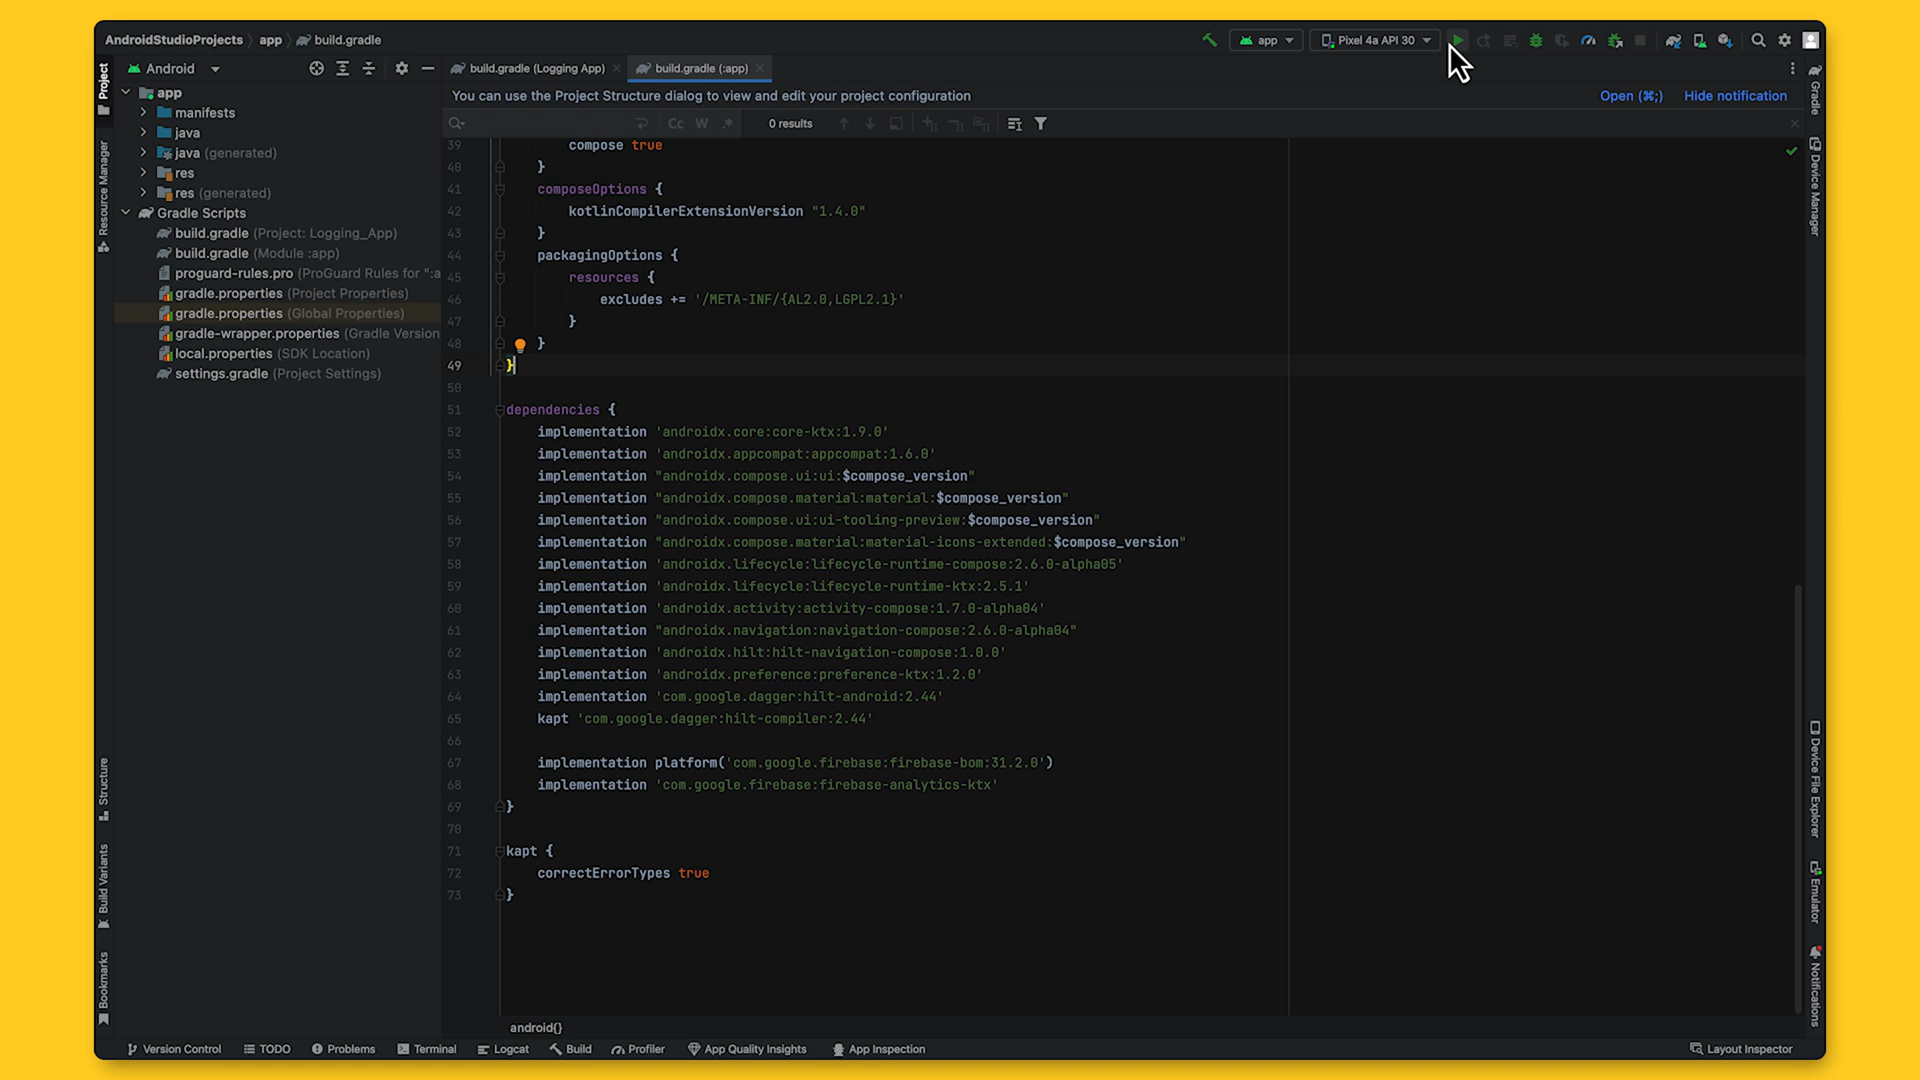 AndroidStudioProjects app build.gradle
app Pixel 4a API 30
Project
Resource Manager
Structure
Build Variants
Bookmarks
Android
app
manifests
java
java (generated)
res
res (generated)
Gradle Scripts
build.gradle (Project: Logging_App)
build.gradle (Module :app)
proguard-rules.pro (ProGuard Rules for ":a
gradle.properties (Project Properties)
gradle.properties (Global Properties)
gradle-wrapper.properties (Gradle Version
local.properties (SDK Location)
settings.gradle (Project Settings)
build.gradle (Logging App) build.gradle (:app)
You can use the Project Structure dialog to view and edit your project configuration Open (⌘;) Hide notification
Cc W .* 0 results
39 compose true
40 }
41 composeOptions {
42 kotlinCompilerExtensionVersion "1.4.0"
43 }
44 packagingOptions {
45 resources {
46 excludes += '/META-INF/{AL2.0,LGPL2.1}'
47 }
48 }
49 }
50
51 dependencies {
52 implementation 'androidx.core:core-ktx:1.9.0'
53 implementation 'androidx.appcompat:appcompat:1.6.0'
54 implementation "androidx.compose.ui:ui:$compose_version"
55 implementation "androidx.compose.material:material:$compose_version"
56 implementation "androidx.compose.ui:ui-tooling-preview:$compose_version"
57 implementation "androidx.compose.material:material-icons-extended:$compose_version"
58 implementation 'androidx.lifecycle:lifecycle-runtime-compose:2.6.0-alpha05'
59 implementation 'androidx.lifecycle:lifecycle-runtime-ktx:2.5.1'
60 implementation 'androidx.activity:activity-compose:1.7.0-alpha04'
61 implementation "androidx.navigation:navigation-compose:2.6.0-alpha04"
62 implementation 'androidx.hilt:hilt-navigation-compose:1.0.0'
63 implementation 'androidx.preference:preference-ktx:1.2.0'
64 implementation 'com.google.dagger:hilt-android:2.44'
65 kapt 'com.google.dagger:hilt-compiler:2.44'
66
67 implementation platform('com.google.firebase:firebase-bom:31.2.0')
68 implementation 'com.google.firebase:firebase-analytics-ktx'
69 }
70
71 kapt {
72 correctErrorTypes true
73 }
android{}
Gradle
Device Manager
Device File Explorer
Emulator
Notifications
Version Control TODO Problems Terminal Logcat Build Profiler App Quality Insights App Inspection Layout Inspector